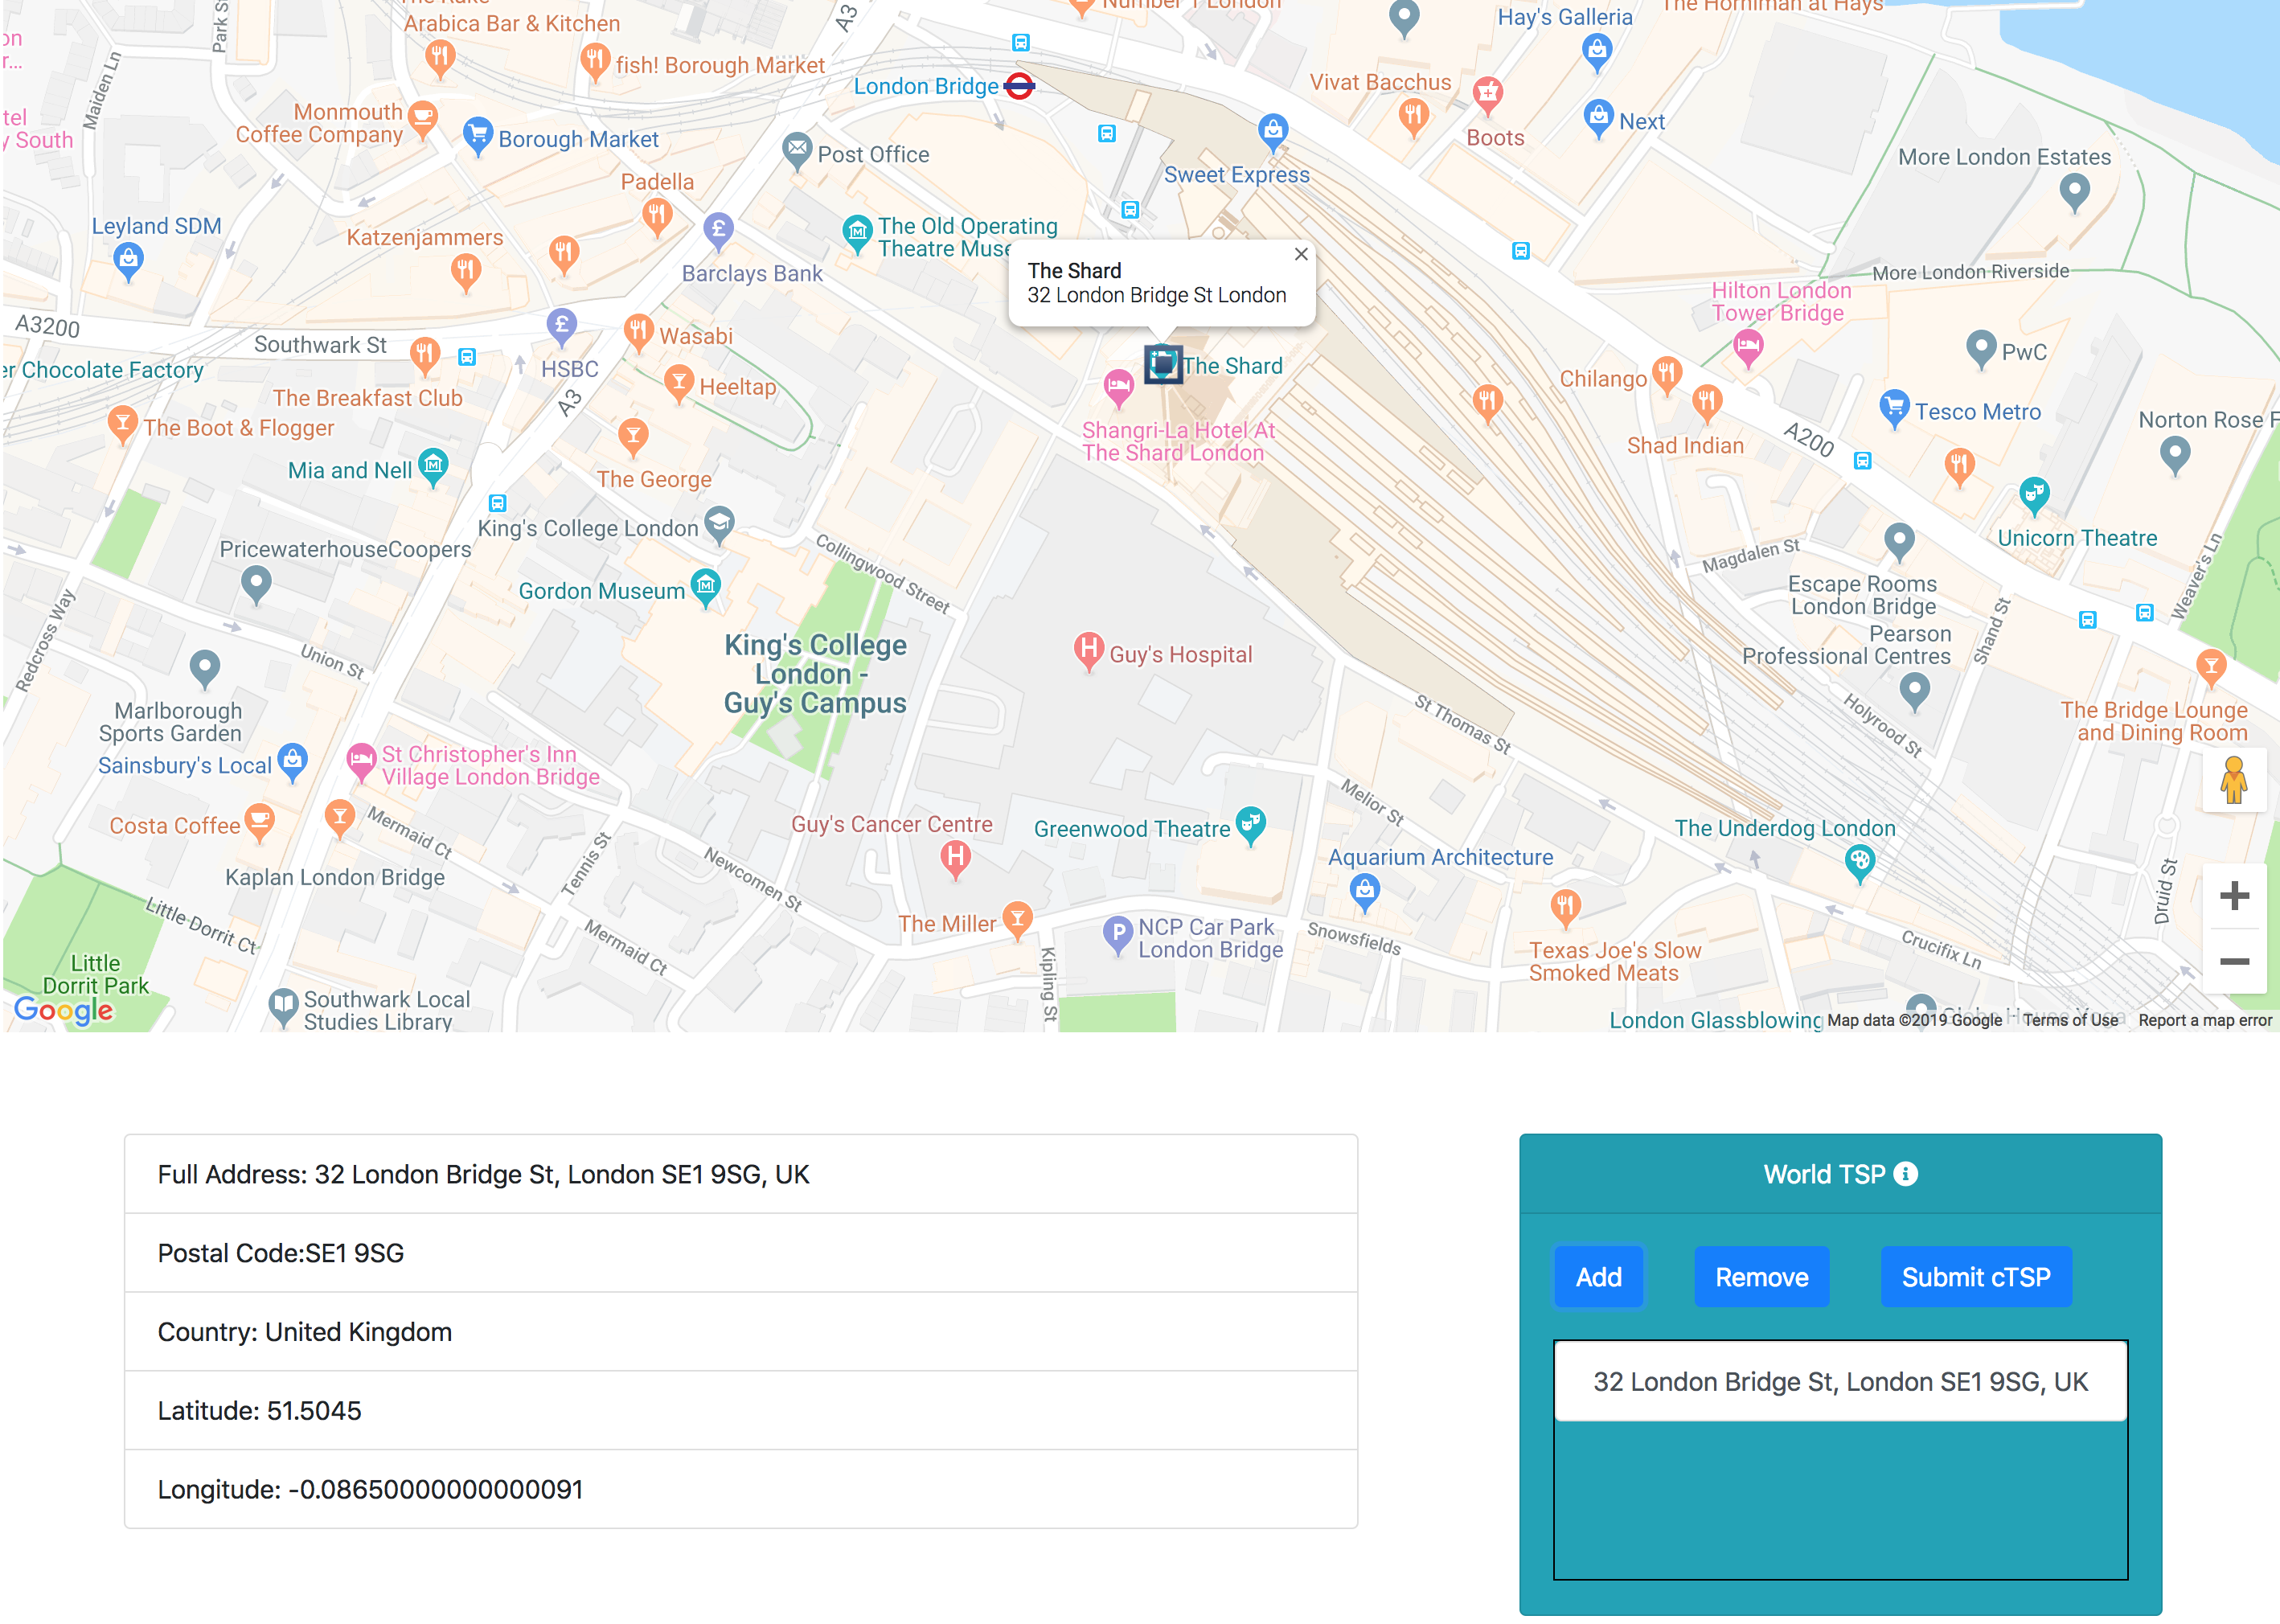 The Rake
Arabica Bar & Kitchen
Number 1 London
Hay's Galleria
The Horniman at Hays
Park St
A3
fish! Borough Market
London Bridge
Vivat Bacchus
Boots
Next
Maiden Ln
tel
y South
Monmouth
Coffee Company
Borough Market
Post Office
Sweet Express
More London Estates
Padella
Leyland SDM
Katzenjammers
Barclays Bank
The Old Operating
Theatre Muse
The Shard
32 London Bridge St London
More London Riverside
Hilton London
Tower Bridge
A3200
Southwark St
HSBC
Wasabi
The Shard
PwC
er Chocolate Factory
The Breakfast Club
A3
Heeltap
Shangri-La Hotel At
The Shard London
Chilango
Shad Indian
A200
Tesco Metro
Norton Rose F
The Boot & Flogger
Mia and Nell
The George
King's College London
Unicorn Theatre
PricewaterhouseCoopers
Collingwood Street
Magdalen St
Weaver's Ln
Gordon Museum
Escape Rooms
London Bridge
Redcross Way
Union St
King's College
London -
Guy's Campus
Guy's Hospital
Pearson
Professional Centres
Shand St
Marlborough
Sports Garden
St Thomas St
Holyrood St
The Bridge Lounge
and Dining Room
Sainsbury's Local
St Christopher's Inn
Village London Bridge
Costa Coffee
Mermaid Ct
Guy's Cancer Centre
Greenwood Theatre
Melior St
The Underdog London
Kaplan London Bridge
Tennis St
Newcomen St
Aquarium Architecture
Druid St
Little Dorrit Ct
Mermaid Ct
The Miller
NCP Car Park
London Bridge
Snowsfields
Texas Joe's Slow
Smoked Meats
Crucifix Ln
Little
Dorrit Park
Kipling St
Google
Southwark Local
Studies Library
London Glassblowing
Globe House Yoga
Map data ©2019 Google
Terms of Use
Report a map error
Full Address: 32 London Bridge St, London SE1 9SG, UK
Postal Code:SE1 9SG
Country: United Kingdom
Latitude: 51.5045
Longitude: -0.08650000000000091
World TSP
Add
Remove
Submit cTSP
32 London Bridge St, London SE1 9SG, UK